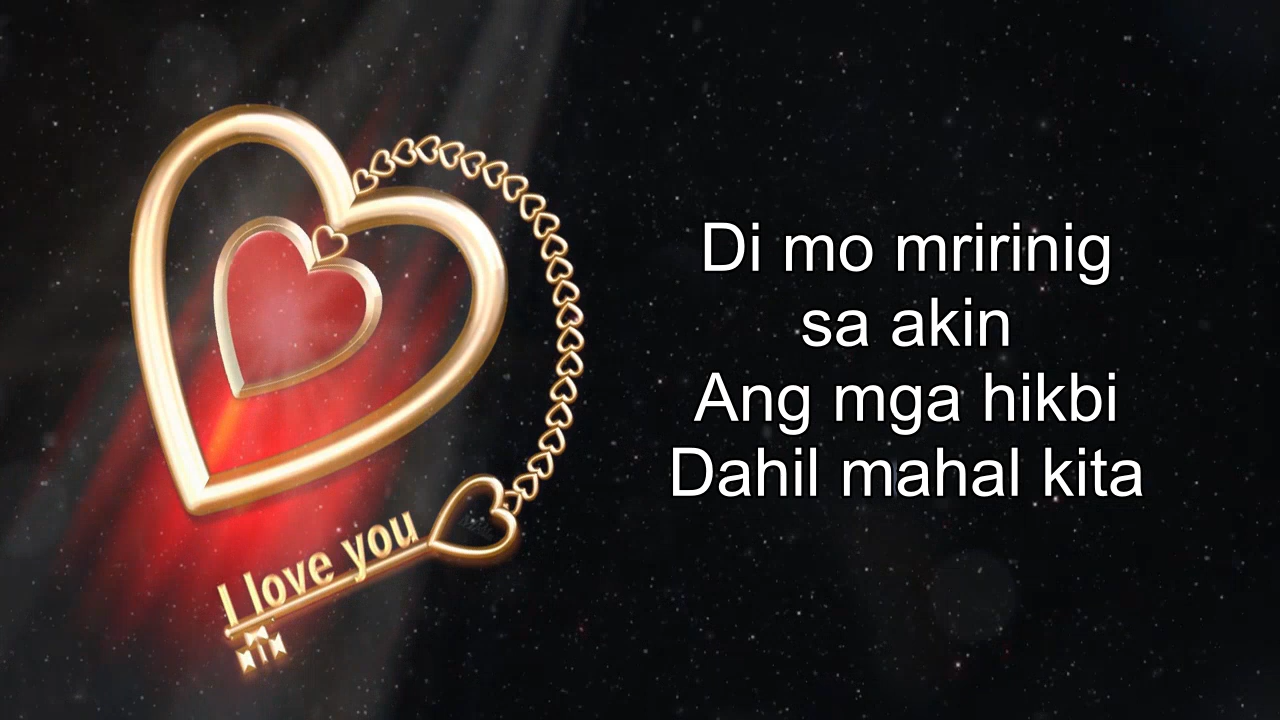 Di mo mririnig
sa akin
Ang mga hikbi
Dahil mahal kita
I love you